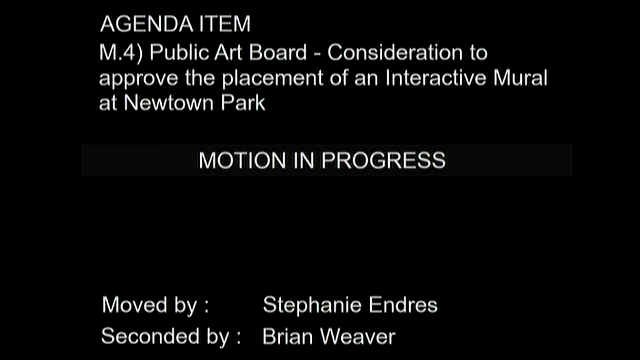 AGENDA ITEM
M.4) Public Art Board - Consideration to
approve the placement of an Interactive Mural
at Newtown Park
MOTION IN PROGRESS
Moved by : Stephanie Endres
Seconded by : Brian Weaver